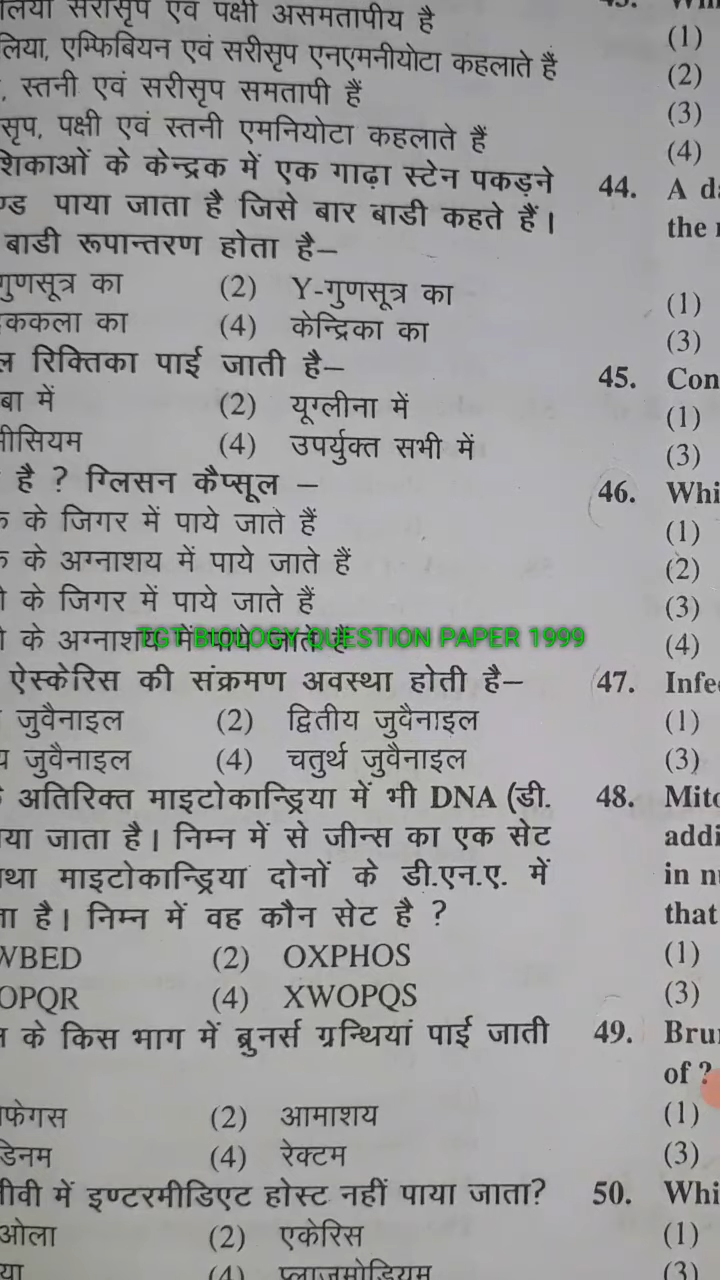 सरीसृप एवं पक्षी असमतापीय है
लिया, एम्फिबियन एवं सरीसृप एनएमनीयोटा कहलाते हैं
, स्तनी एवं सरीसृप समतापी हैं
सृप, पक्षी एवं स्तनी एमनियोटा कहलाते हैं
शिकाओं के केन्द्रक में एक गाढ़ा स्टेन पकड़ने
ण्ड पाया जाता है जिसे बार बाडी कहते हैं।
बाडी रूपान्तरण होता है–
गुणसूत्र का (2) Y-गुणसूत्र का
ककला का (4) केन्द्रिका का
ल रिक्तिका पाई जाती है–
बा में (2) यूग्लीना में
मीसियम (4) उपर्युक्त सभी में
है ? ग्लिसन कैप्सूल –
के जिगर में पाये जाते हैं
के अग्नाशय में पाये जाते हैं
के जिगर में पाये जाते हैं
के अग्नाशय में पाये जाते हैं
TGT BIOLOGY QUESTION PAPER 1999
ऐस्केरिस की संक्रमण अवस्था होती है–
जुवैनाइल (2) द्वितीय जुवैनाइल
य जुवैनाइल (4) चतुर्थ जुवैनाइल
अतिरिक्त माइटोकान्ड्रिया में भी DNA (डी.
या जाता है। निम्न में से जीन्स का एक सेट
था माइटोकान्ड्रिया दोनों के डी.एन.ए. में
ता है। निम्न में वह कौन सेट है ?
WBED (2) OXPHOS
OPQR (4) XWOPQS
के किस भाग में ब्रुनर्स ग्रन्थियां पाई जाती
फेगस (2) आमाशय
डिनम (4) रेक्टम
जीवी में इण्टरमीडिएट होस्ट नहीं पाया जाता?
ओला (2) एकेरिस
या (4) प्लाज्मोडियम
(1)
(2)
(3)
(4)
44. A d
the
(1)
(3)
45. Con
(1)
(3)
46. Whi
(1)
(2)
(3)
(4)
47. Infe
(1)
(3)
48. Mito
addi
in n
that
(1)
(3)
49. Bru
of ?
(1)
(3)
50. Whi
(1)
(3)